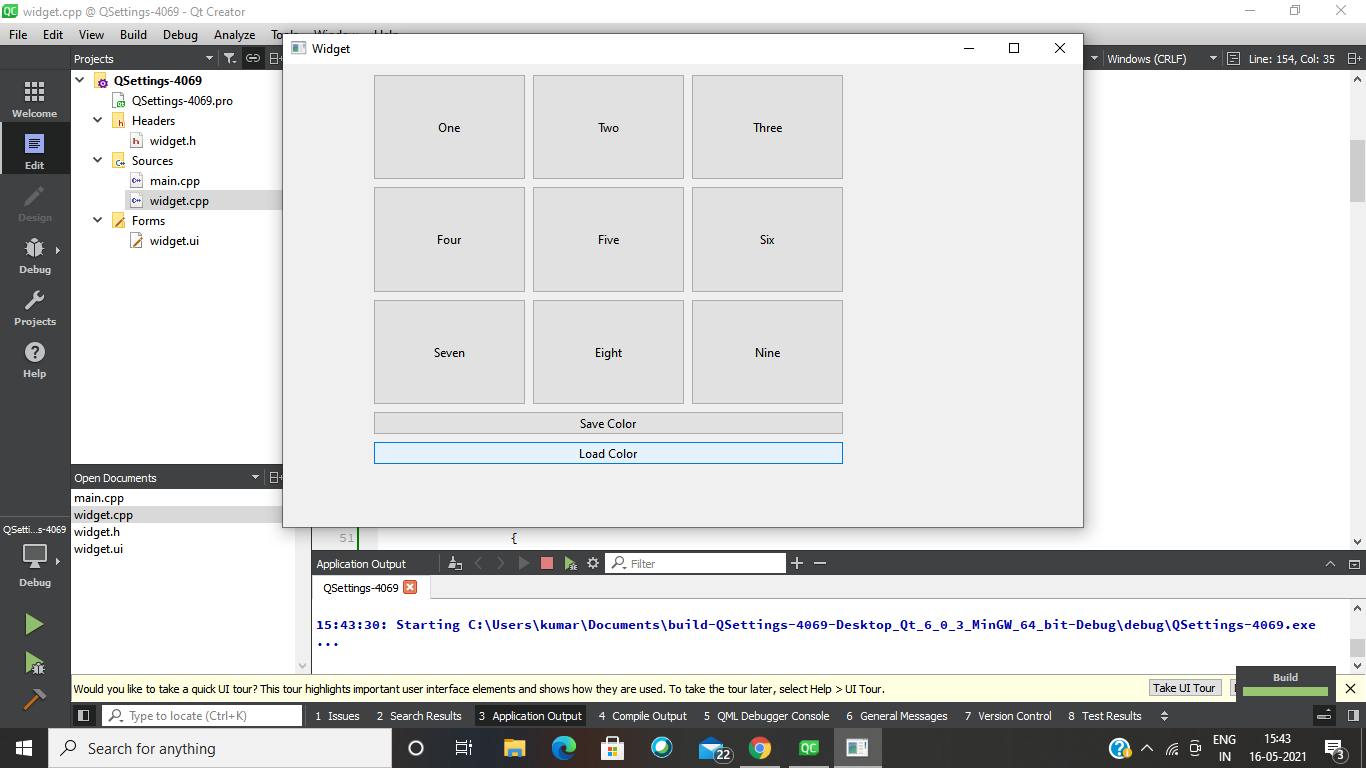 widget.cpp @ QSettings-4069 - Qt Creator
File Edit View Build Debug Analyze
Projects
Windows (CRLF) Line: 154, Col: 35
Welcome
Edit
Design
Debug
Projects
Help
QSettings-4069
QSettings-4069.pro
Headers
widget.h
Sources
main.cpp
widget.cpp
Forms
widget.ui
Widget
One Two Three
Four Five Six
Seven Eight Nine
Save Color
Load Color
Open Documents
main.cpp
widget.cpp
widget.h
widget.ui
QSetti...s-4069
Debug
51 {
Application Output Filter
QSettings-4069
15:43:30: Starting C:\Users\kumar\Documents\build-QSettings-4069-Desktop_Qt_6_0_3_MinGW_64_bit-Debug\debug\QSettings-4069.exe
...
Would you like to take a quick UI tour? This tour highlights important user interface elements and shows how they are used. To take the tour later, select Help > UI Tour. Take UI Tour
Build
Type to locate (Ctrl+K) 1 Issues 2 Search Results 3 Application Output 4 Compile Output 5 QML Debugger Console 6 General Messages 7 Version Control 8 Test Results
Search for anything
22
QC
ENG
IN
15:43
16-05-2021
3